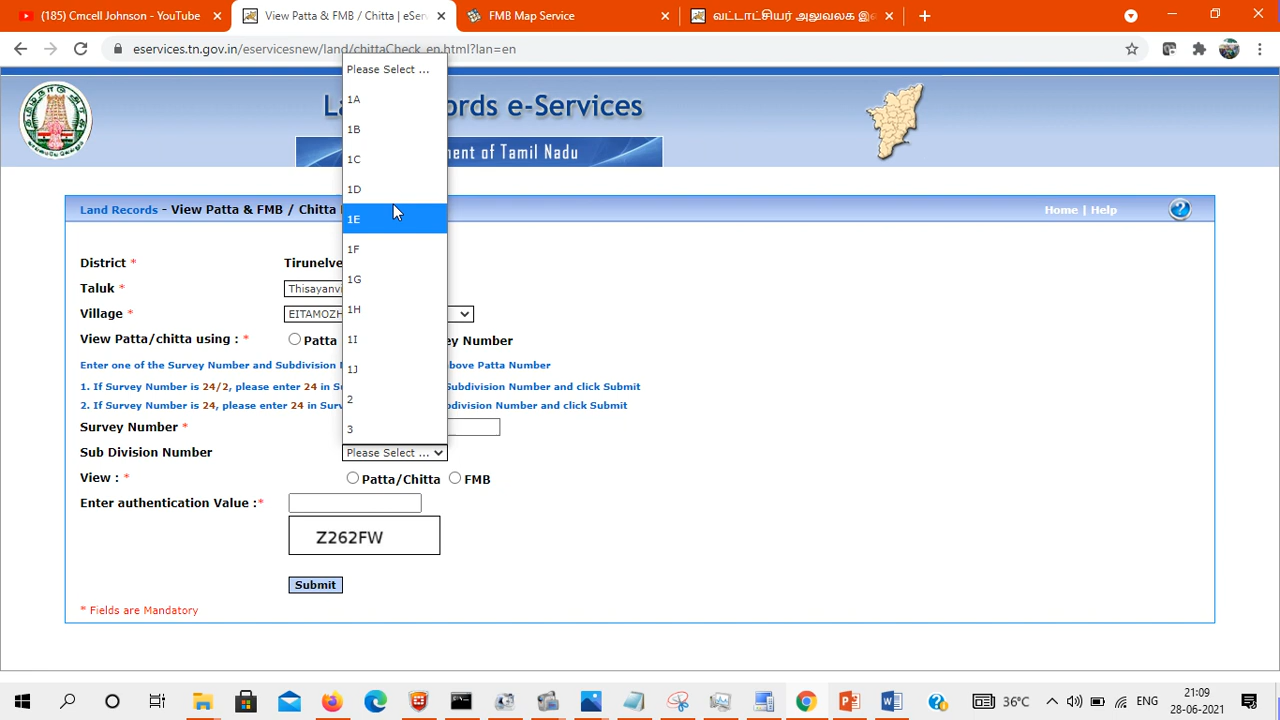 (185) Cmcell Johnson - YouTube
View Patta & FMB / Chitta | eSer
FMB Map Service
வட்டாட்சியர் அலுவலக இ
eservices.tn.gov.in/eservicesnew/land/chittaCheck_en.html?lan=en
La rds e-Services
ment of Tamil Nadu
Land Records - View Patta & FMB / Chitta
Home | Help
District *
Tirunelve
Taluk *
Thisayanvi
Village *
EITAMOZH
View Patta/chitta using : *
Patta
ey Number
Enter one of the Survey Number and Subdivision bove Patta Number
1. If Survey Number is 24/2, please enter 24 in Sur Subdivision Number and click Submit
2. If Survey Number is 24, please enter 24 in Surv division Number and click Submit
Survey Number *
Sub Division Number
Please Select ...
Please Select ...
1A
1B
1C
1D
1E
1F
1G
1H
1I
1J
2
3
View : *
Patta/Chitta
FMB
Enter authentication Value :*
Z262FW
Submit
* Fields are Mandatory
36°C
ENG
21:09
28-06-2021